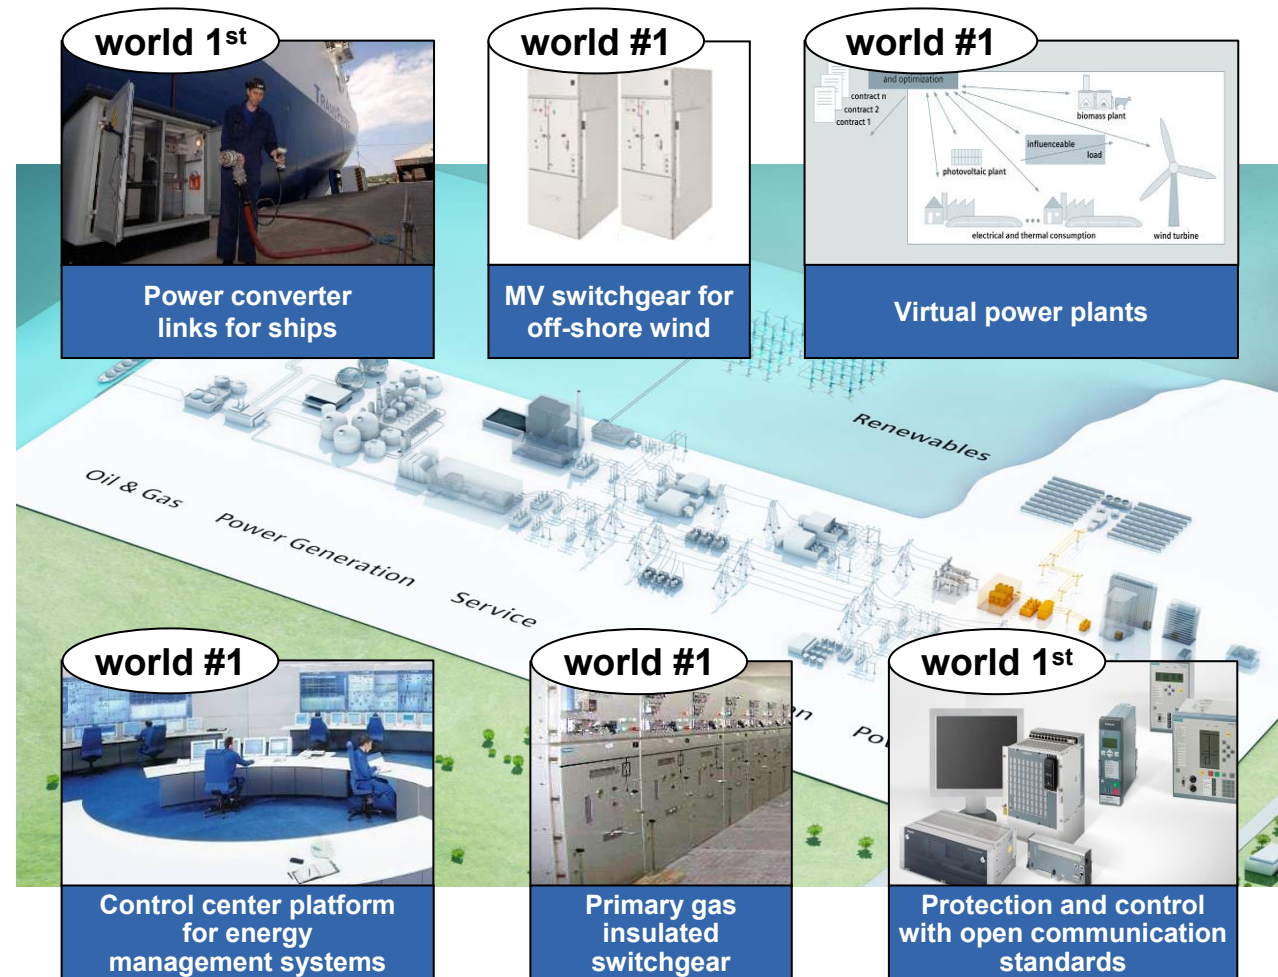 world 1st
world #1
world #1
and optimization
contract n
contract 2
contract 1
biomass plant
influenceable
load
photovoltaic plant
electrical and thermal consumption
wind turbine
Power converter
links for ships
MV switchgear for
off-shore wind
Virtual power plants
Renewables
Oil & Gas
Power Generation
Service
world #1
world #1
world 1st
Control center platform
for energy
management systems
Primary gas
insulated
switchgear
Protection and control
with open communication
standards